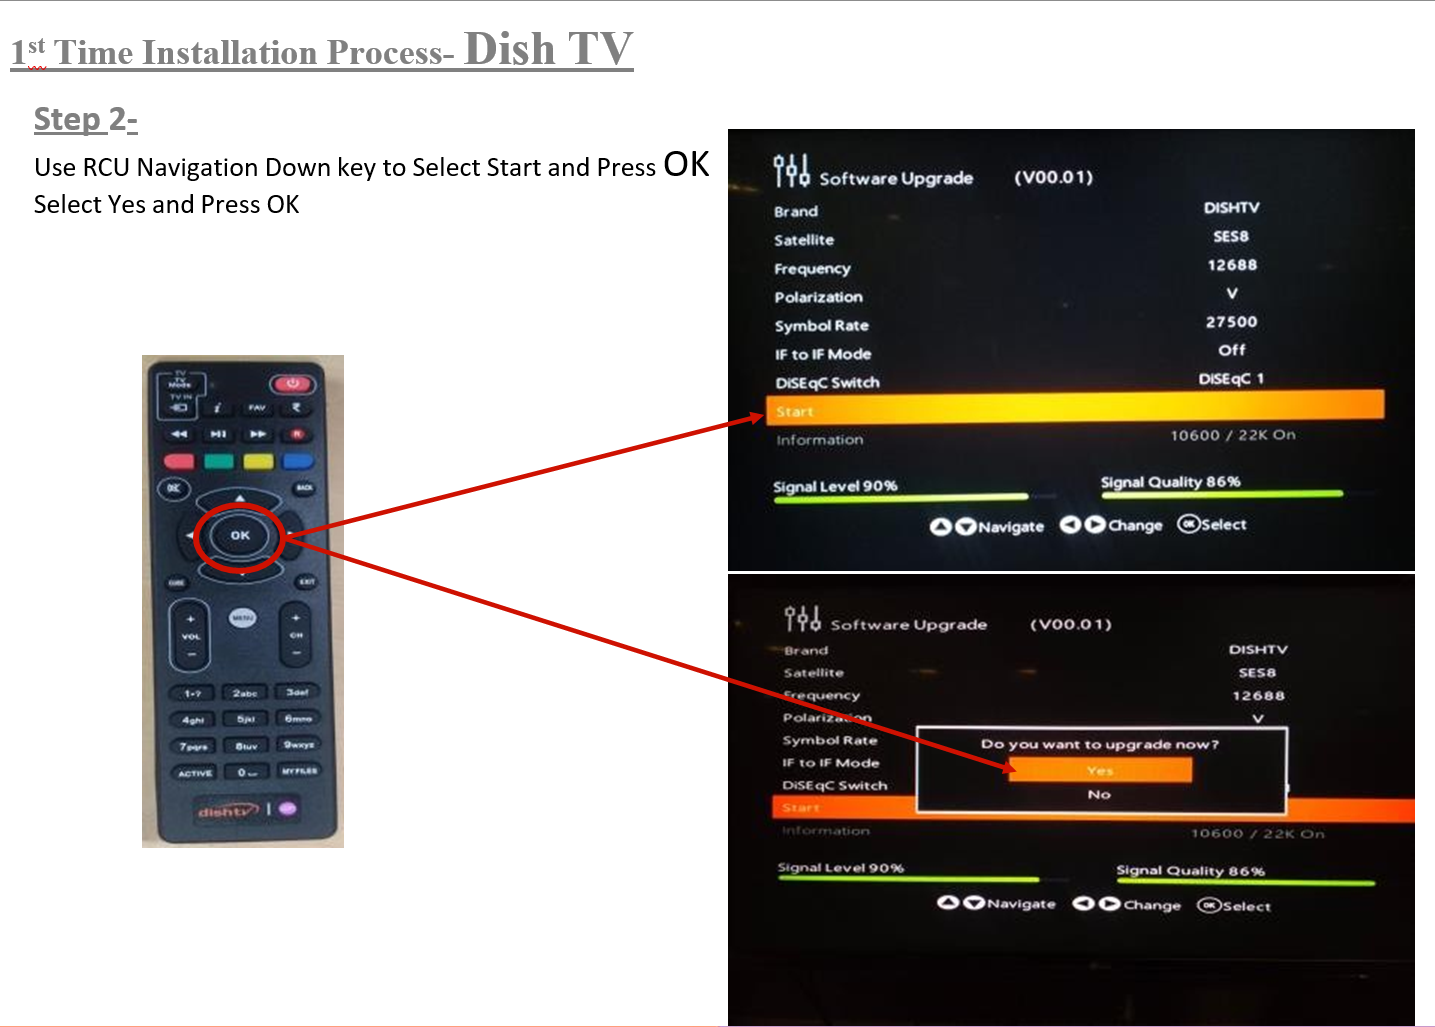 1st Time Installation Process- Dish TV
Step 2-
Use RCU Navigation Down key to Select Start and Press OK
Select Yes and Press OK
Software Upgrade (V00.01)
Brand DISHTV
Satellite SES8
Frequency 12688
Polarization V
Symbol Rate 27500
IF to IF Mode Off
DiSEqC Switch DiSEqC 1
Start
Information 10600 / 22K On
Signal Level 90% Signal Quality 86%
Navigate Change OK Select
TV
TV
Mode
TV IN
i FAV ₹
R
BACK
OK
GUIDE EXIT
+ MENU +
VOL CH
- -
1-? 2abc 3def
4ghi 5jkl 6mno
7pqrs 8tuv 9wxyz
ACTIVE 0 MY FILES
dishtv
Software Upgrade (V00.01)
Brand DISHTV
Satellite SES8
Frequency 12688
Polarization V
Symbol Rate
IF to IF Mode
DiSEqC Switch
Do you want to upgrade now?
Yes
No
Start
Information 10600 / 22K On
Signal Level 90% Signal Quality 86%
Navigate Change OK Select